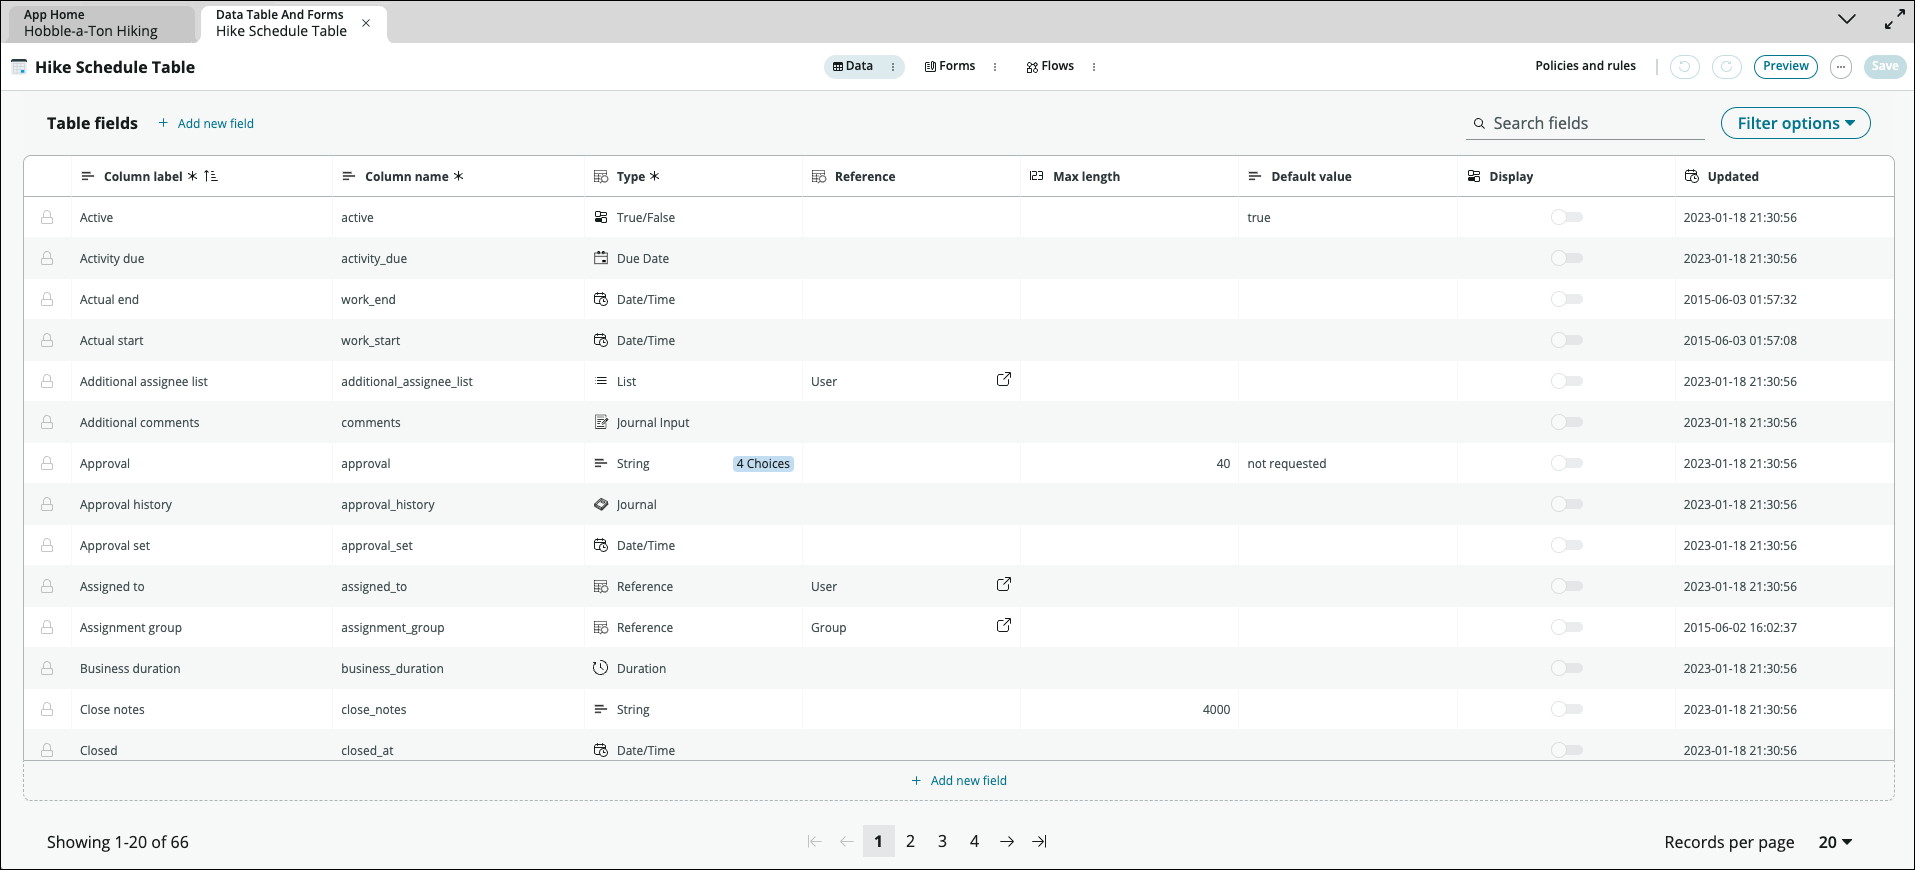 App Home
Hobble-a-Ton Hiking
Data Table And Forms
Hike Schedule Table
Hike Schedule Table
Data
Forms
Flows
Policies and rules
Preview
Save
Table fields
+ Add new field
Search fields
Filter options
Column label * Column name * Type * Reference Max length Default value Display Updated
Active active True/False true 2023-01-18 21:30:56
Activity due activity_due Due Date 2023-01-18 21:30:56
Actual end work_end Date/Time 2015-06-03 01:57:32
Actual start work_start Date/Time 2015-06-03 01:57:08
Additional assignee list additional_assignee_list List User 2023-01-18 21:30:56
Additional comments comments Journal Input 2023-01-18 21:30:56
Approval approval String 4 Choices 40 not requested 2023-01-18 21:30:56
Approval history approval_history Journal 2023-01-18 21:30:56
Approval set approval_set Date/Time 2023-01-18 21:30:56
Assigned to assigned_to Reference User 2023-01-18 21:30:56
Assignment group assignment_group Reference Group 2015-06-02 16:02:37
Business duration business_duration Duration 2023-01-18 21:30:56
Close notes close_notes String 4000 2023-01-18 21:30:56
Closed closed_at Date/Time 2023-01-18 21:30:56
+ Add new field
Showing 1-20 of 66
1 2 3 4
Records per page 20